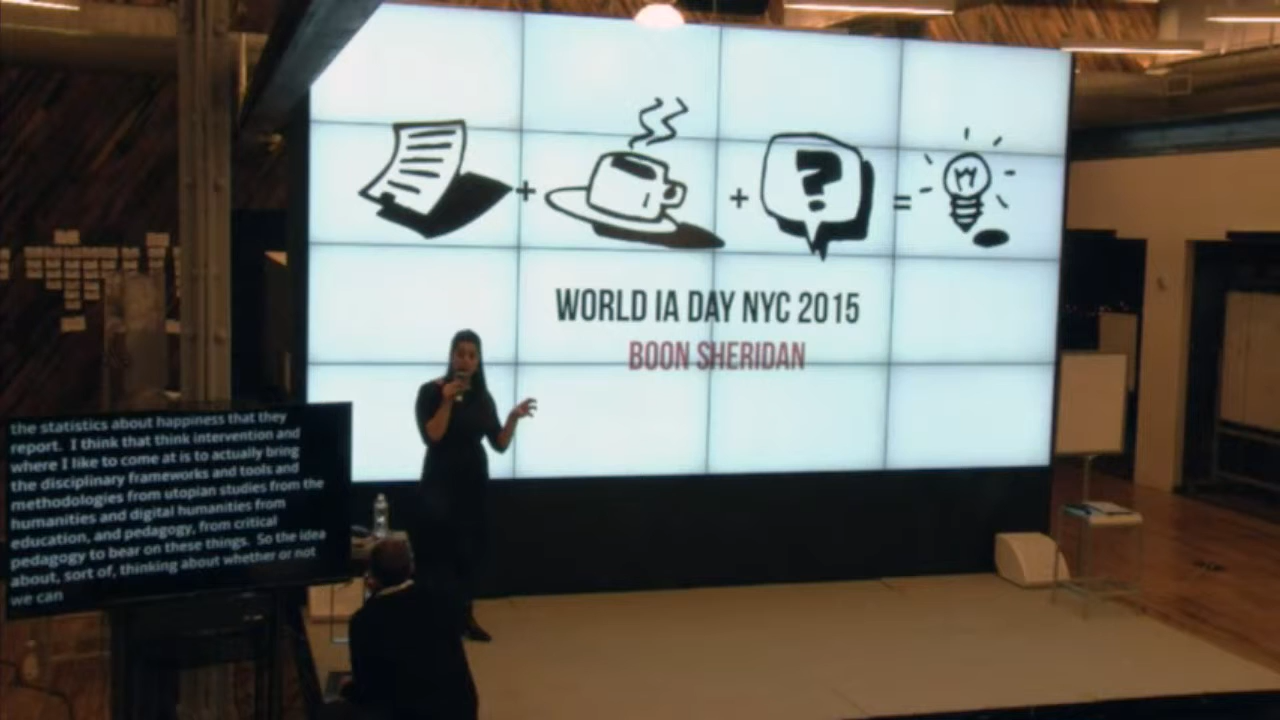 +
+
?
=
WORLD IA DAY NYC 2015
BOON SHERIDAN
the statistics about happiness that they
report. I think that think intervention and
where I like to come at is to actually bring
the disciplinary frameworks and tools and
methodologies from utopian studies from the
humanities and digital humanities from
education, and pedagogy, from critical
pedagogy to bear on these things. So the idea
about, sort of, thinking about whether or not
we can